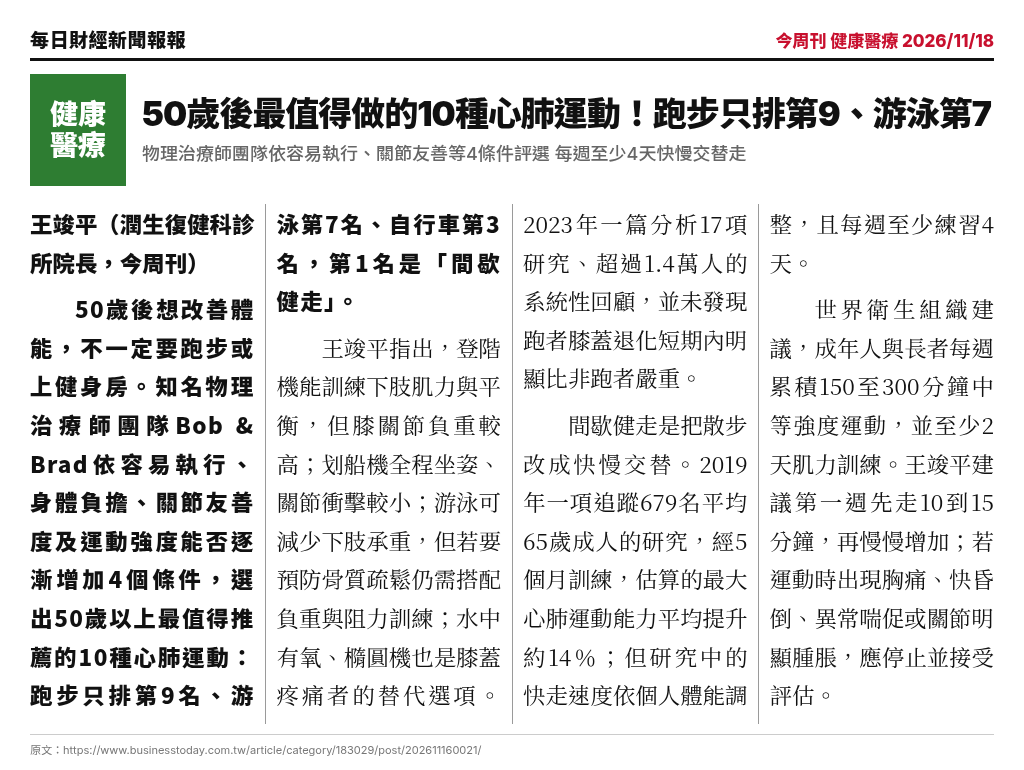 每日財經新聞報報
今周刊 健康醫療 2026/11/18
健康
醫療
50歲後最值得做的10種心肺運動！跑步只排第9、游泳第7
物理治療師團隊依容易執行、關節友善等4條件評選 每週至少4天快慢交替走
王竣平（潤生復健科診
所院長，今周刊）
50歲後想改善體
能，不一定要跑步或
上健身房。知名物理
治療師團隊Bob &
Brad依容易執行、
身體負擔、關節友善
度及運動強度能否逐
漸增加4個條件，選
出50歲以上最值得推
薦的10種心肺運動：
跑步只排第9名、游
泳第7名、自行車第3
名，第1名是「間歇
健走」。
王竣平指出，登階
機能訓練下肢肌力與平
衡，但膝關節負重較
高；划船機全程坐姿、
關節衝擊較小；游泳可
減少下肢承重，但若要
預防骨質疏鬆仍需搭配
負重與阻力訓練；水中
有氧、橢圓機也是膝蓋
疼痛者的替代選項。
2023年一篇分析17項
研究、超過1.4萬人的
系統性回顧，並未發現
跑者膝蓋退化短期內明
顯比非跑者嚴重。
間歇健走是把散步
改成快慢交替。2019
年一項追蹤679名平均
65歲成人的研究，經5
個月訓練，估算的最大
心肺運動能力平均提升
約14％；但研究中的
快走速度依個人體能調
整，且每週至少練習4
天。
世界衛生組織建
議，成年人與長者每週
累積150至300分鐘中
等強度運動，並至少2
天肌力訓練。王竣平建
議第一週先走10到15
分鐘，再慢慢增加；若
運動時出現胸痛、快昏
倒、異常喘促或關節明
顯腫脹，應停止並接受
評估。
原文：https://www.businesstoday.com.tw/article/category/183029/post/202611160021/